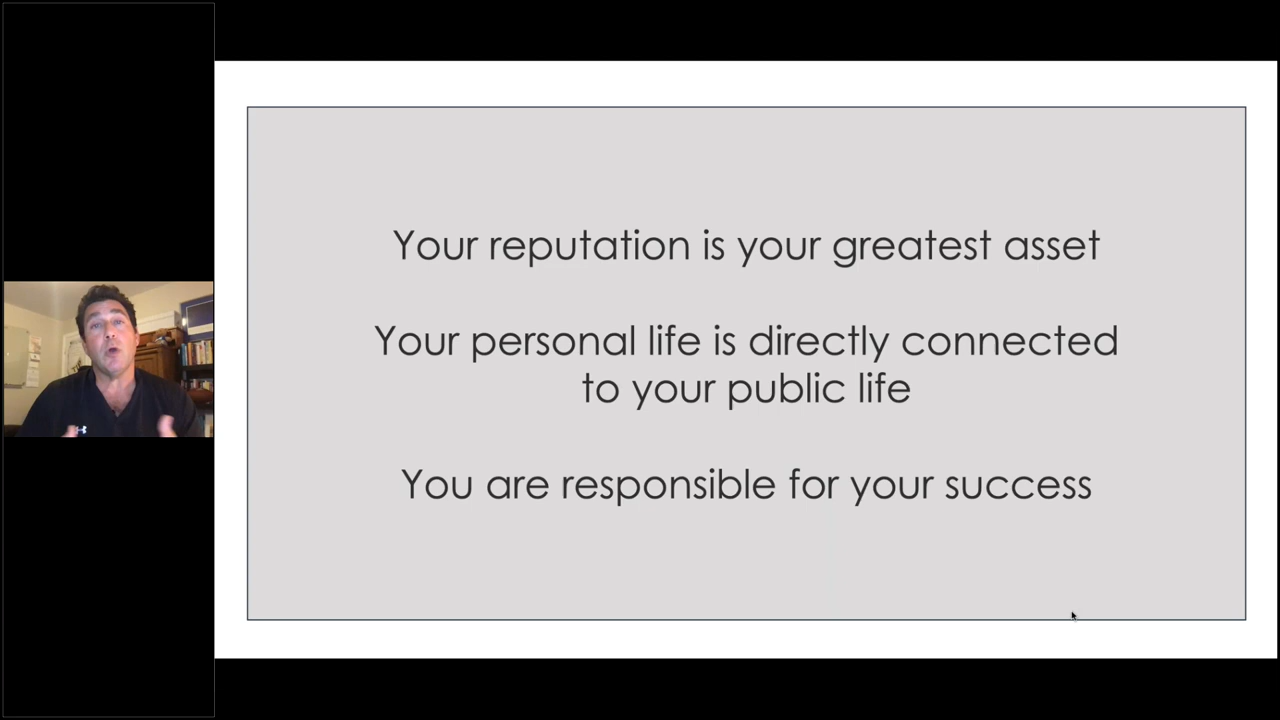 Your reputation is your greatest asset
Your personal life is directly connected
to your public life
You are responsible for your success